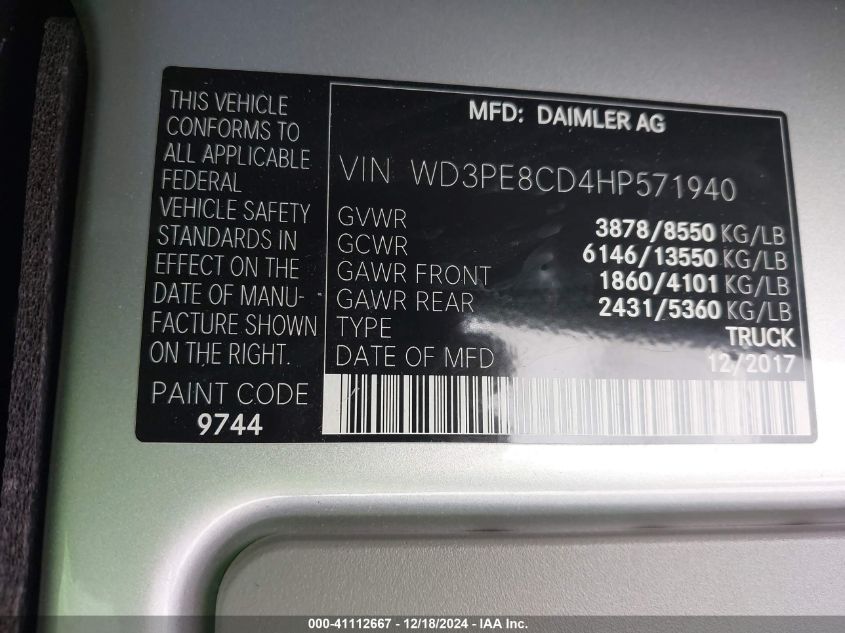 THIS VEHICLE
CONFORMS TO
ALL APPLICABLE
FEDERAL
VEHICLE SAFETY
STANDARDS IN
EFFECT ON THE
DATE OF MANU-
FACTURE SHOWN
ON THE RIGHT.
PAINT CODE
9744
MFD: DAIMLER AG
VIN WD3PE8CD4HP571940
GVWR 3878/8550 KG/LB
GCWR 6146/13550 KG/LB
GAWR FRONT 1860/4101 KG/LB
GAWR REAR 2431/5360 KG/LB
TYPE TRUCK
DATE OF MFD 12/2017
000-41112667 - 12/18/2024 - IAA Inc.